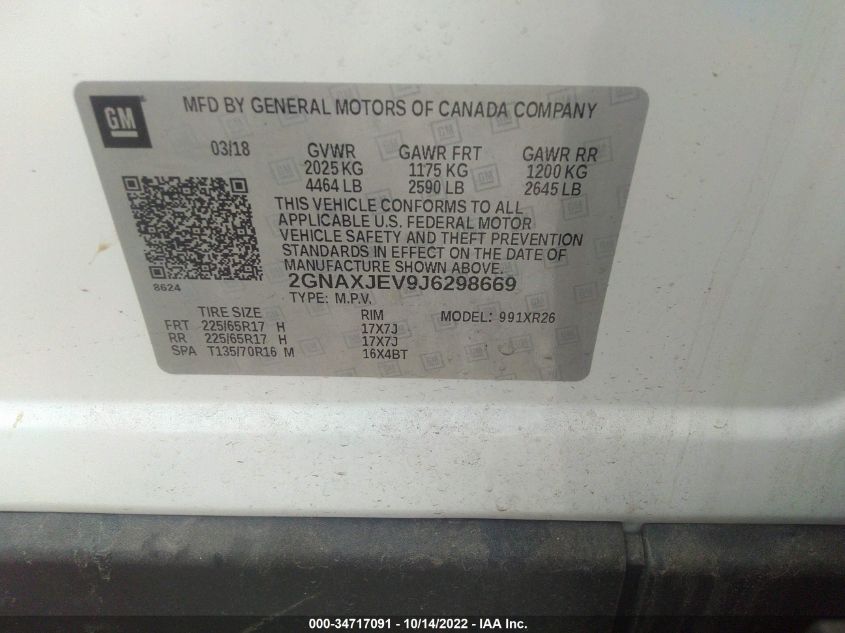 GM
MFD BY GENERAL MOTORS OF CANADA COMPANY
03/18 GVWR GAWR FRT GAWR RR
2025 KG 1175 KG 1200 KG
4464 LB 2590 LB 2645 LB
THIS VEHICLE CONFORMS TO ALL
APPLICABLE U.S. FEDERAL MOTOR
VEHICLE SAFETY AND THEFT PREVENTION
STANDARDS IN EFFECT ON THE DATE OF
MANUFACTURE SHOWN ABOVE.
8624
2GNAXJEV9J6298669
TYPE: M.P.V.
TIRE SIZE RIM MODEL: 991XR26
FRT 225/65R17 H 17X7J
RR 225/65R17 H 17X7J
SPA T135/70R16 M 16X4BT
000-34717091 - 10/14/2022 - IAA Inc.